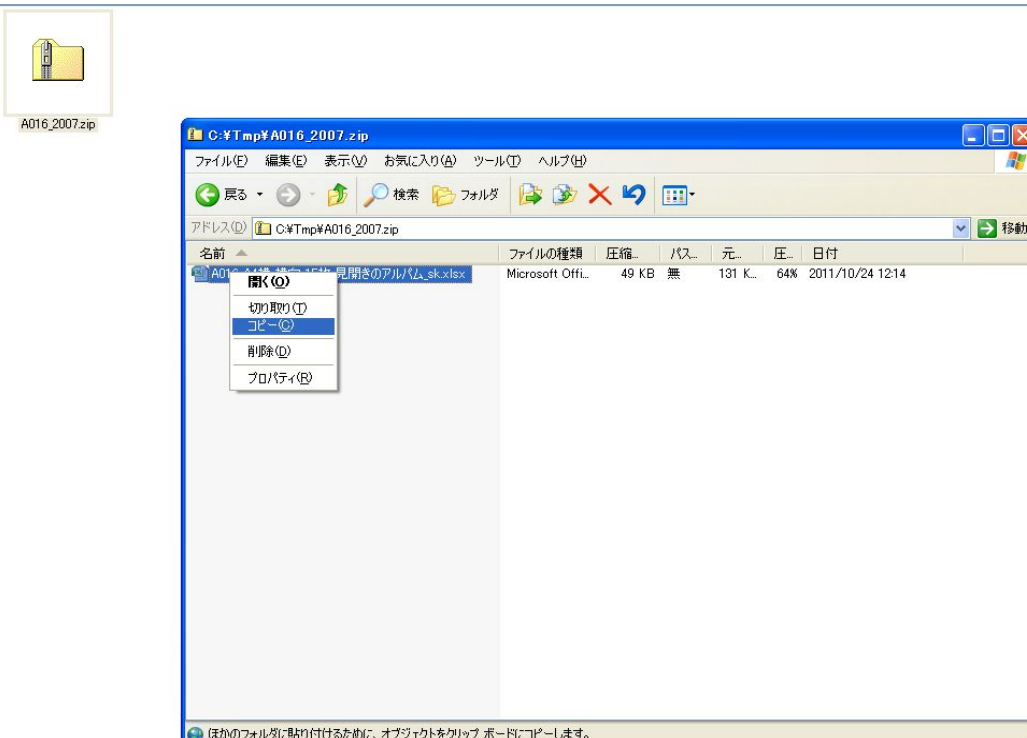 A016_2007.zip
C:¥Tmp¥A016_2007.zip
ファイル(F) 編集(E) 表示(V) お気に入り(A) ツール(T) ヘルプ(H)
戻る 検索 フォルダ
アドレス(D) C:¥Tmp¥A016_2007.zip 移動
名前 ファイルの種類 圧縮... パス... 元... 圧... 日付
見開きのアルバム_sk.xlsx Microsoft Offi... 49 KB 無 131 K... 64% 2011/10/24 12:14
開く(O)
切り取り(T)
コピー(C)
削除(D)
プロパティ(R)
ほかのフォルダに貼り付けるために、オブジェクトをクリップ ボードにコピーします。